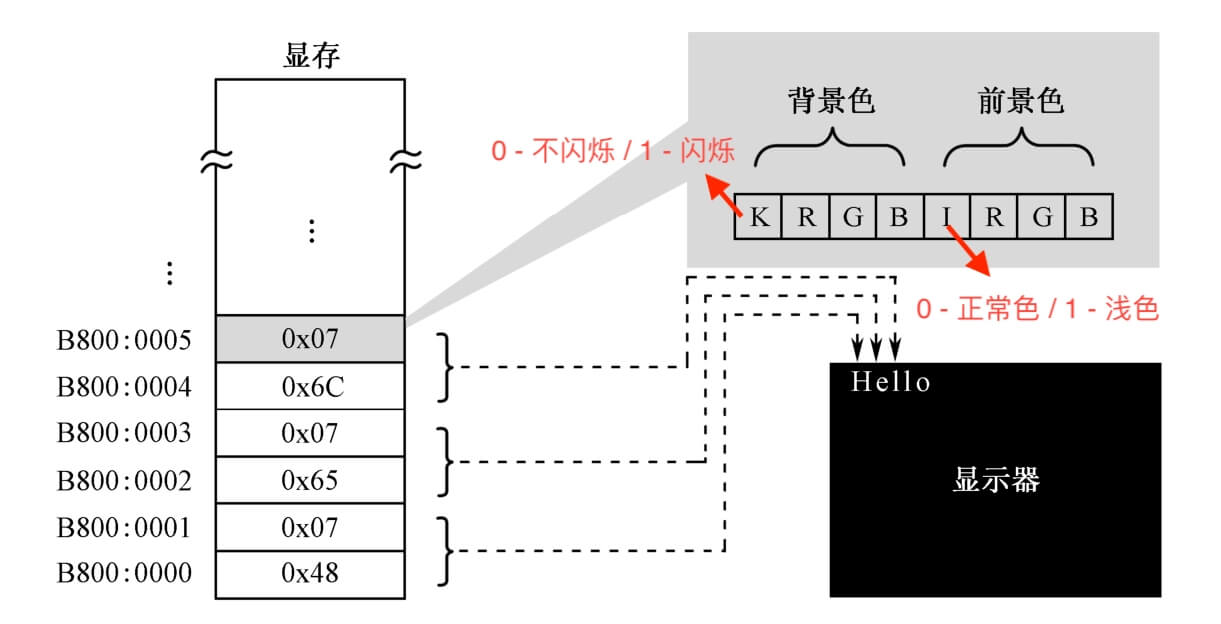 显存
背景色 前景色
0 - 不闪烁 / 1 - 闪烁
K R G B I R G B
0 - 正常色 / 1 - 浅色
⋮
⋮
B800:0005 0x07
B800:0004 0x6C
B800:0003 0x07
B800:0002 0x65
B800:0001 0x07
B800:0000 0x48
Hello
显示器